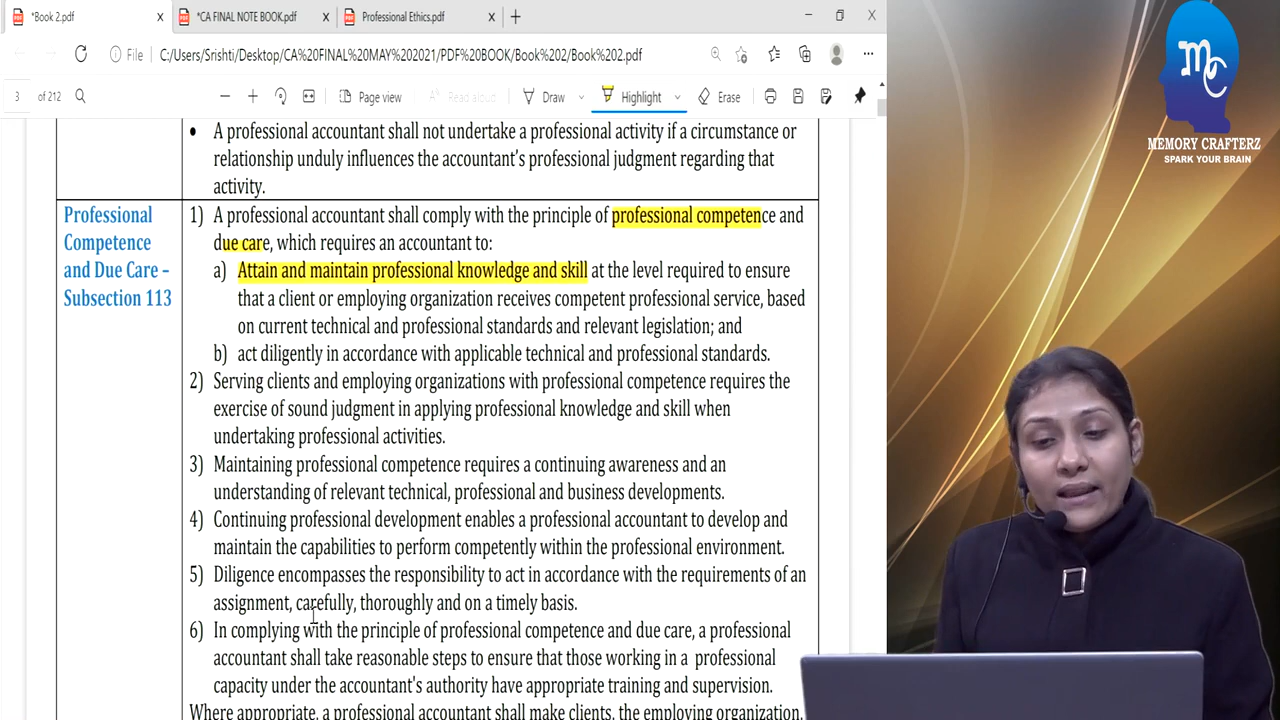 *Book 2.pdf
*CA FINAL NOTE BOOK.pdf
Professional Ethics.pdf
File
C:/Users/Srishti/Desktop/CA%20FINAL%20MAY%202021/PDF%20BOOK/Book%202/Book%202.pdf
3 of 212
Page view
Read aloud
Draw
Highlight
Erase
• A professional accountant shall not undertake a professional activity if a circumstance or
relationship unduly influences the accountant's professional judgment regarding that
activity.
Professional
Competence
and Due Care –
Subsection 113
1) A professional accountant shall comply with the principle of professional competence and
due care, which requires an accountant to:
a) Attain and maintain professional knowledge and skill at the level required to ensure
that a client or employing organization receives competent professional service, based
on current technical and professional standards and relevant legislation; and
b) act diligently in accordance with applicable technical and professional standards.
2) Serving clients and employing organizations with professional competence requires the
exercise of sound judgment in applying professional knowledge and skill when
undertaking professional activities.
3) Maintaining professional competence requires a continuing awareness and an
understanding of relevant technical, professional and business developments.
4) Continuing professional development enables a professional accountant to develop and
maintain the capabilities to perform competently within the professional environment.
5) Diligence encompasses the responsibility to act in accordance with the requirements of an
assignment, carefully, thoroughly and on a timely basis.
6) In complying with the principle of professional competence and due care, a professional
accountant shall take reasonable steps to ensure that those working in a professional
capacity under the accountant's authority have appropriate training and supervision.
Where appropriate, a professional accountant shall make clients, the employing organization,
MC
MEMORY CRAFTERZ
SPARK YOUR BRAIN